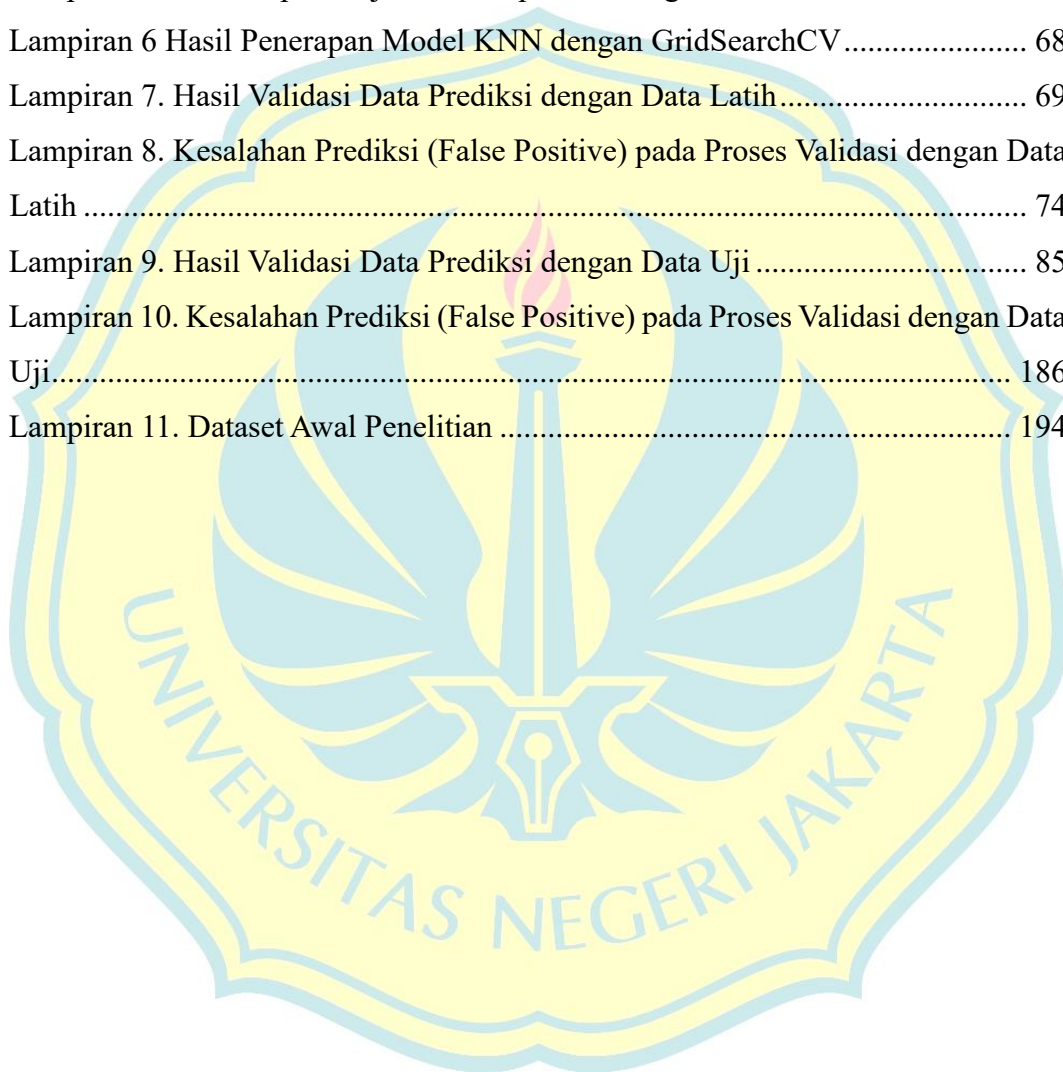 Lampiran 6 Hasil Penerapan Model KNN dengan GridSearchCV....................... 68
Lampiran 7. Hasil Validasi Data Prediksi dengan Data Latih............................ 69
Lampiran 8. Kesalahan Prediksi (False Positive) pada Proses Validasi dengan Data
Latih ............................................................................................................. 74
Lampiran 9. Hasil Validasi Data Prediksi dengan Data Uji ............................... 85
Lampiran 10. Kesalahan Prediksi (False Positive) pada Proses Validasi dengan Data
Uji............................................................................................................... 186
Lampiran 11. Dataset Awal Penelitian ........................................................... 194
UNIVERSITAS NEGERI JAKARTA